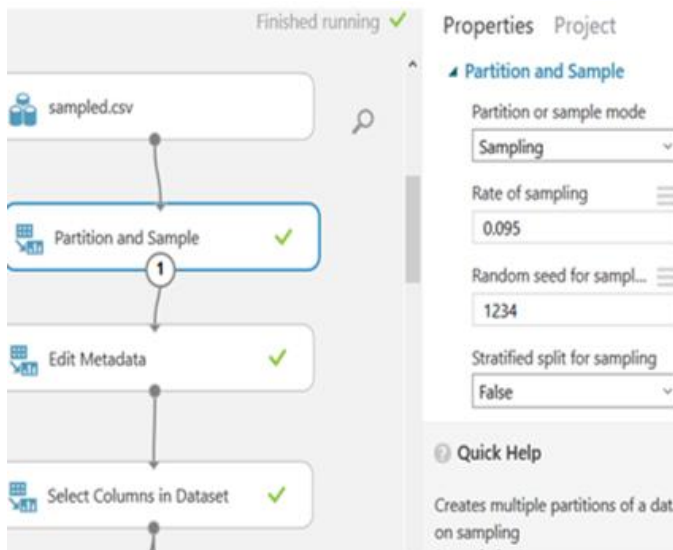 Finished running
sampled.csv
Partition and Sample
1
Edit Metadata
Select Columns in Dataset
Properties Project
Partition and Sample
Partition or sample mode
Sampling
Rate of sampling
0.095
Random seed for sampl...
1234
Stratified split for sampling
False
Quick Help
Creates multiple partitions of a dat
on sampling